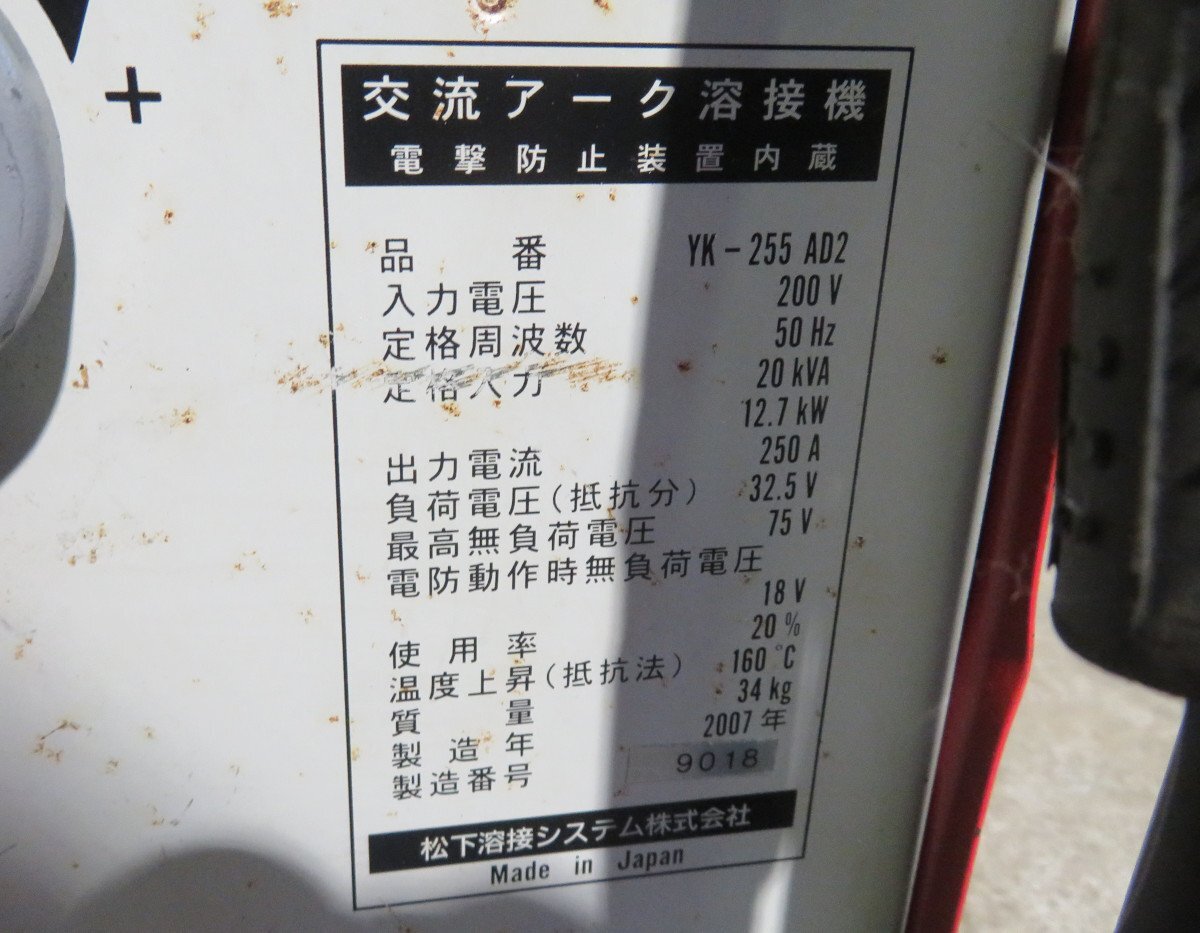 +
交流アーク溶接機
電撃防止装置内蔵
品番 YK-255 AD2
入力電圧 200 V
定格周波数 50 Hz
定格入力 20 kVA
12.7 kW
出力電流 250 A
負荷電圧(抵抗分) 32.5 V
最高無負荷電圧 75 V
電防動作時無負荷電圧
18 V
使用率 20 %
温度上昇(抵抗法) 160 ℃
質量 34 kg
製造年 2007 年
製造番号 9018
松下溶接システム株式会社
Made in Japan